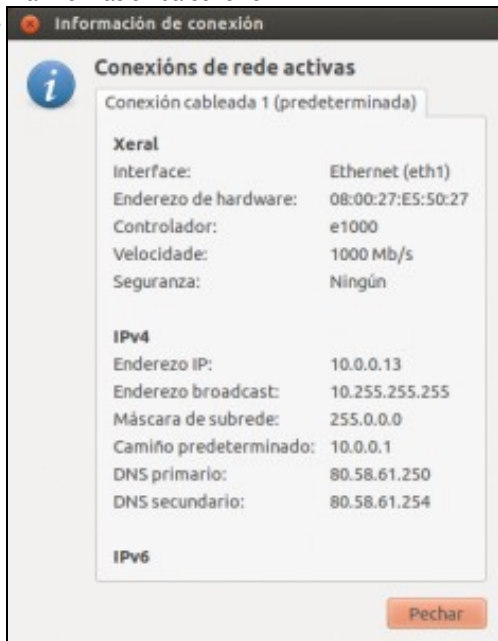 Información de conexión
Conexións de rede activas
Conexión cableada 1 (predeterminada)
Xeral
Interface: Ethernet (eth1)
Enderezo de hardware: 08:00:27:E5:50:27
Controlador: e1000
Velocidade: 1000 Mb/s
Seguranza: Ningún
IPv4
Enderezo IP: 10.0.0.13
Enderezo broadcast: 10.255.255.255
Máscara de subrede: 255.0.0.0
Camiño predeterminado: 10.0.0.1
DNS primario: 80.58.61.250
DNS secundario: 80.58.61.254
IPv6
Pechar